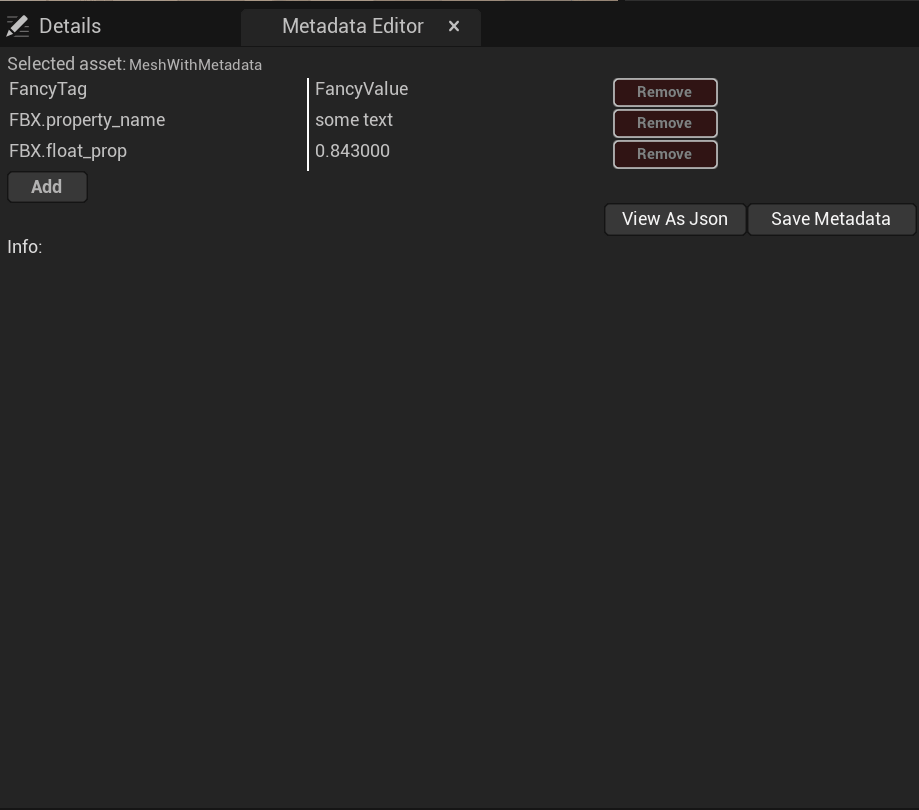 Details
Metadata Editor ×
Selected asset: MeshWithMetadata
FancyTag FancyValue Remove
FBX.property_name some text Remove
FBX.float_prop 0.843000 Remove
Add
View As Json Save Metadata
Info: